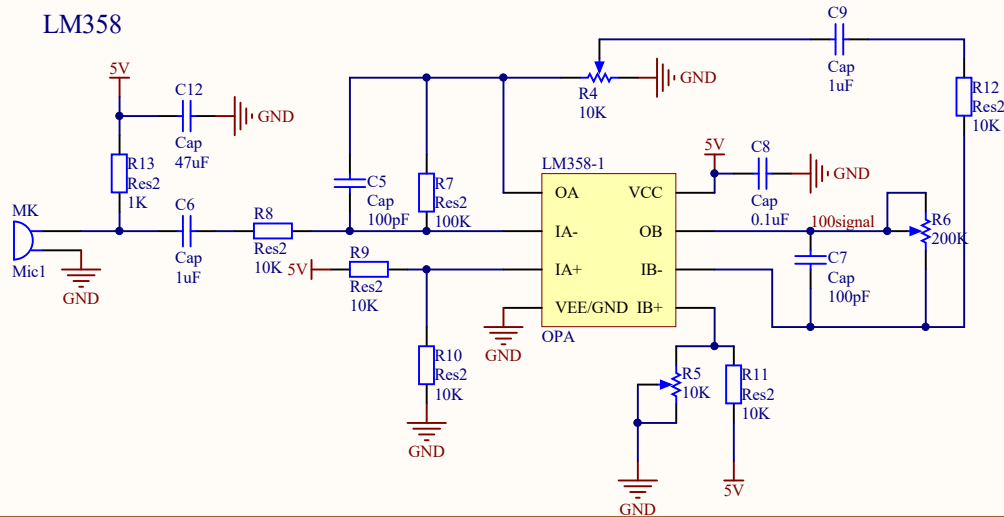 LM358
5V
C12
GND
Cap
47uF
R13
Res2
1K
MK
Mic1
GND
C6
Cap
1uF
R8
Res2
10K
C5
Cap
100pF
R7
Res2
100K
5V
R9
Res2
10K
R10
Res2
10K
GND
R4
10K
GND
C9
Cap
1uF
R12
Res2
10K
LM358-1
OA VCC
IA- OB
IA+ IB-
VEE/GND IB+
OPA
GND
5V
C8
Cap
0.1uF
GND
100signal
R6
200K
C7
Cap
100pF
R5
10K
R11
Res2
10K
GND
5V